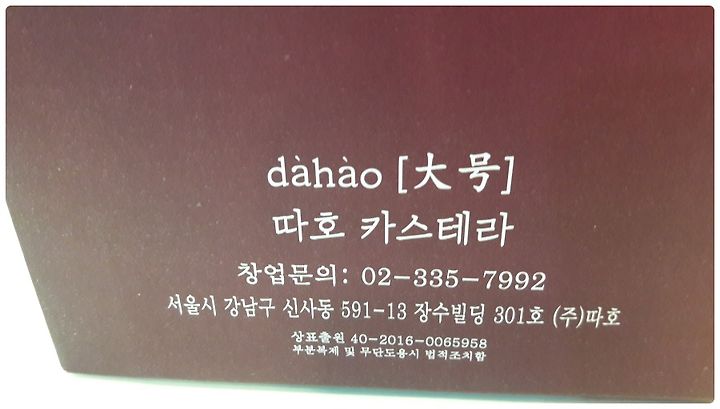 dàhào [大号]
따호 카스테라
창업문의: 02-335-7992
서울시 강남구 신사동 591-13 장수빌딩 301호 (주)따호
상표출원 40-2016-0065958
부분복제 및 무단도용시 법적조치함